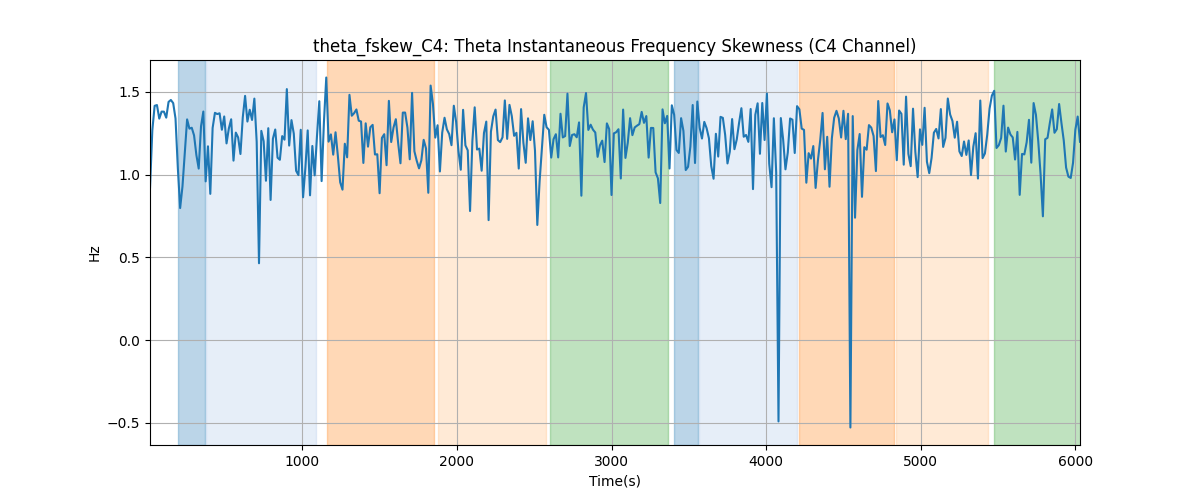 theta_fskew_C4: Theta Instantaneous Frequency Skewness (C4 Channel)
1.5
1.0
0.5
0.0
−0.5
Hz
1000 2000 3000 4000 5000 6000
Time(s)